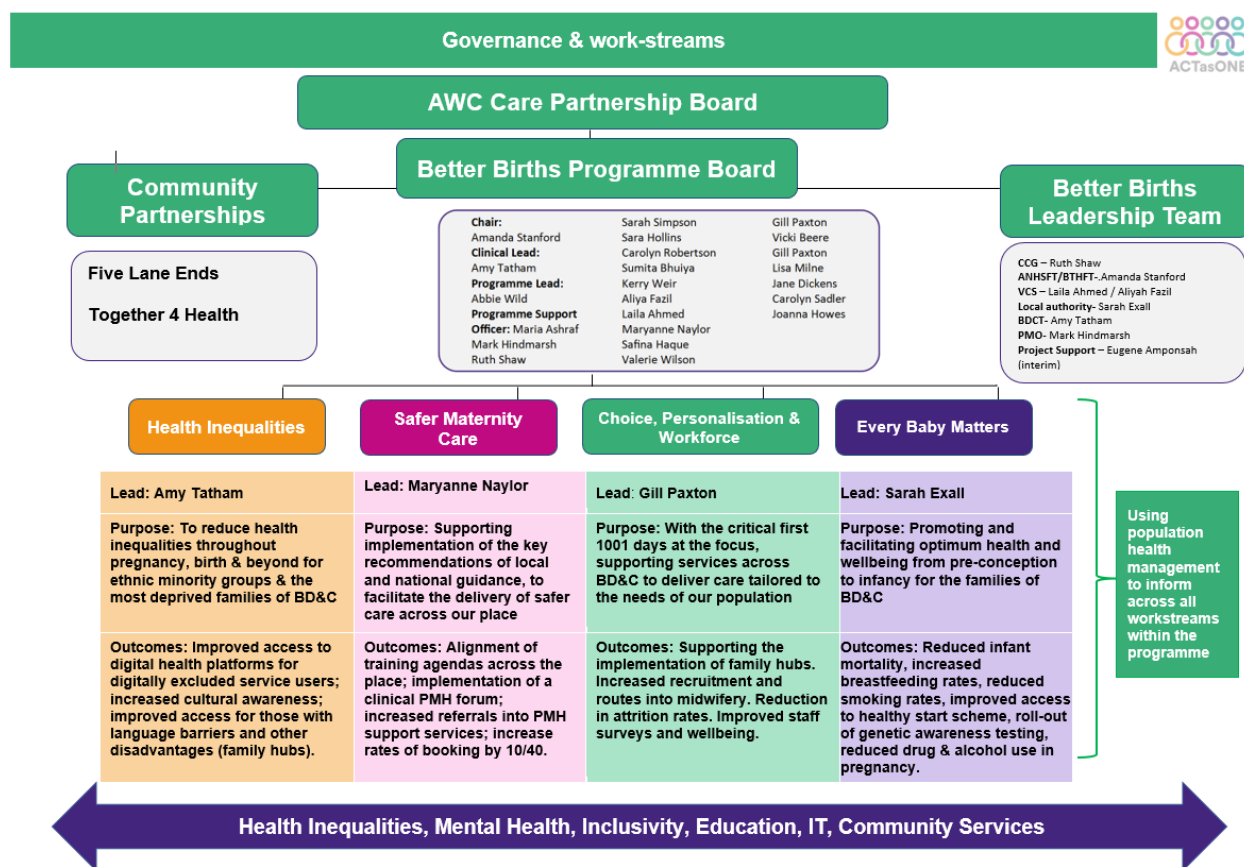 Governance & work-streams
ACTasONE
AWC Care Partnership Board
Better Births Programme Board
Community
Partnerships
Better Births
Leadership Team
Five Lane Ends
Together 4 Health
Chair:
Amanda Stanford
Clinical Lead:
Amy Tatham
Programme Lead:
Abbie Wild
Programme Support
Officer: Maria Ashraf
Mark Hindmarsh
Ruth Shaw
Sarah Simpson
Sara Hollins
Carolyn Robertson
Sumita Bhuiya
Kerry Weir
Aliya Fazil
Laila Ahmed
Maryanne Naylor
Safina Haque
Valerie Wilson
Gill Paxton
Vicki Beere
Gill Paxton
Lisa Milne
Jane Dickens
Carolyn Sadler
Joanna Howes
CCG – Ruth Shaw
ANHSFT/BTHFT-.Amanda Stanford
VCS – Laila Ahmed / Aliyah Fazil
Local authority- Sarah Exall
BDCT- Amy Tatham
PMO- Mark Hindmarsh
Project Support – Eugene Amponsah
(interim)
Health Inequalities
Safer Maternity
Care
Choice, Personalisation &
Workforce
Every Baby Matters
Lead: Amy Tatham
Purpose: To reduce health
inequalities throughout
pregnancy, birth & beyond for
ethnic minority groups & the
most deprived families of BD&C
Outcomes: Improved access to
digital health platforms for
digitally excluded service users;
increased cultural awareness;
improved access for those with
language barriers and other
disadvantages (family hubs).
Lead: Maryanne Naylor
Purpose: Supporting
implementation of the key
recommendations of local
and national guidance, to
facilitate the delivery of safer
care across our place
Outcomes: Alignment of
training agendas across the
place; implementation of a
clinical PMH forum;
increased referrals into PMH
support services; increase
rates of booking by 10/40.
Lead: Gill Paxton
Purpose: With the critical first
1001 days at the focus,
supporting services across
BD&C to deliver care tailored to
the needs of our population
Outcomes: Supporting the
implementation of family hubs.
Increased recruitment and
routes into midwifery. Reduction
in attrition rates. Improved staff
surveys and wellbeing.
Lead: Sarah Exall
Purpose: Promoting and
facilitating optimum health and
wellbeing from pre-conception
to infancy for the families of
BD&C
Outcomes: Reduced infant
mortality, increased
breastfeeding rates, reduced
smoking rates, improved access
to healthy start scheme, roll-out
of genetic awareness testing,
reduced drug & alcohol use in
pregnancy.
Using
population
health
management
to inform
across all
workstreams
within the
programme
Health Inequalities, Mental Health, Inclusivity, Education, IT, Community Services